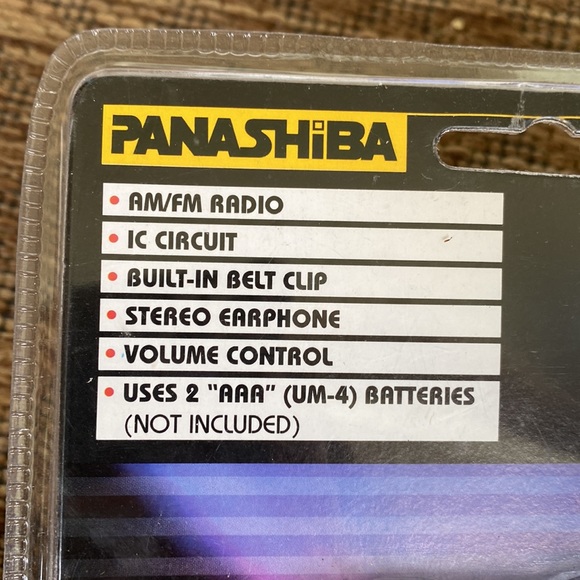 PANASHiBA
• AM/FM RADIO
• IC CIRCUIT
• BUILT-IN BELT CLIP
• STEREO EARPHONE
• VOLUME CONTROL
• USES 2 "AAA" (UM-4) BATTERIES
(NOT INCLUDED)